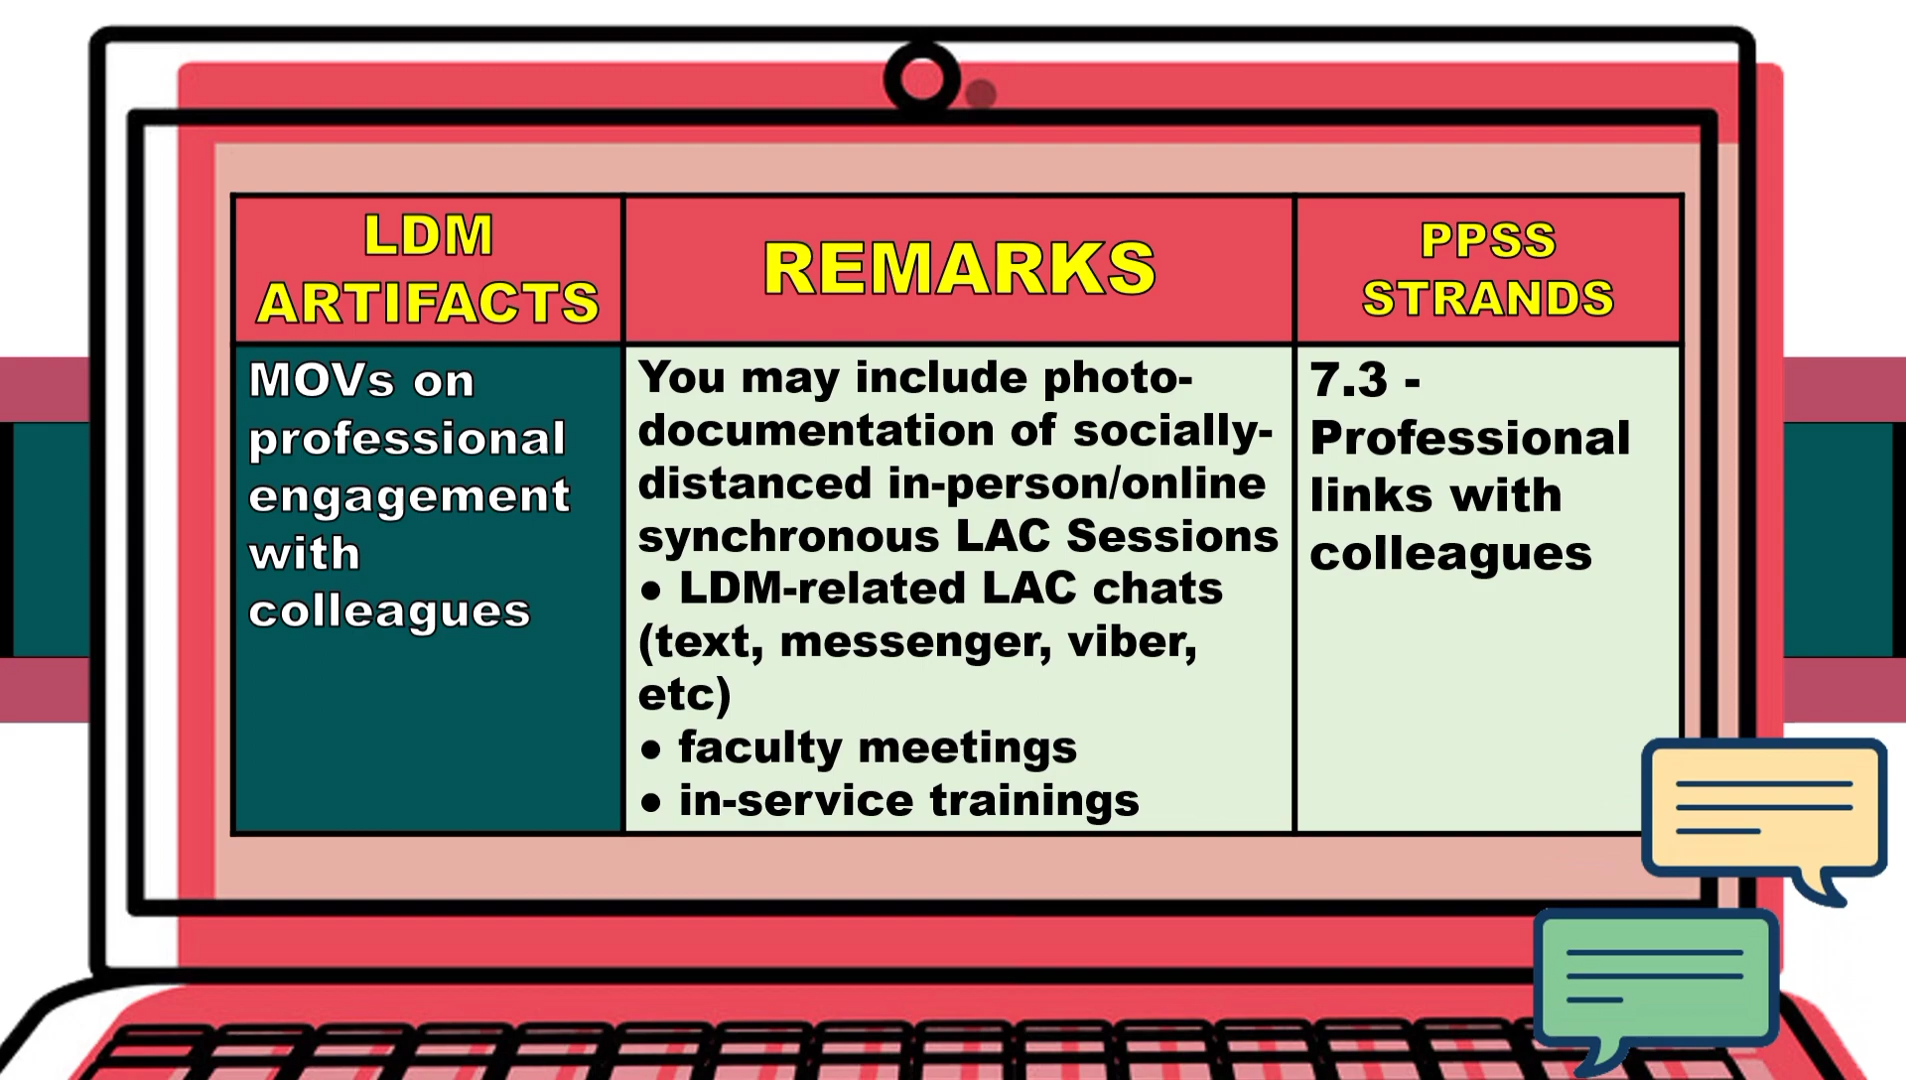 LDM
ARTIFACTS
REMARKS
PPSS
STRANDS
MOVs on
professional
engagement
with
colleagues
You may include photo-
documentation of socially-
distanced in-person/online
synchronous LAC Sessions
● LDM-related LAC chats
(text, messenger, viber,
etc)
● faculty meetings
● in-service trainings
7.3 -
Professional
links with
colleagues